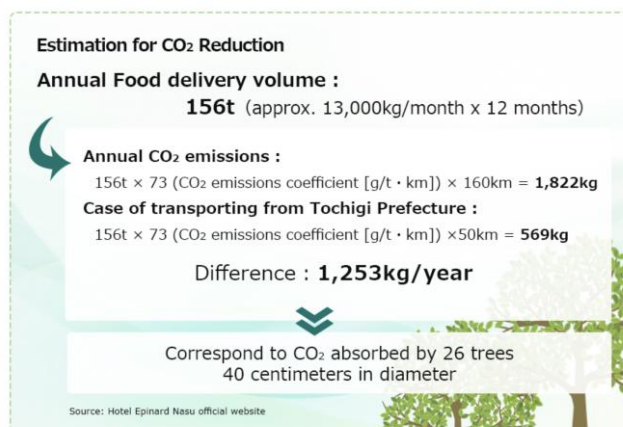 Estimation for CO₂ Reduction
Annual Food delivery volume :
156t (approx. 13,000kg/month x 12 months)
Annual CO₂ emissions :
156t × 73 (CO₂ emissions coefficient [g/t・km]) × 160km = 1,822kg
Case of transporting from Tochigi Prefecture :
156t × 73 (CO₂ emissions coefficient [g/t・km]) ×50km = 569kg
Difference : 1,253kg/year
Correspond to CO₂ absorbed by 26 trees
40 centimeters in diameter
Source: Hotel Epinard Nasu official website